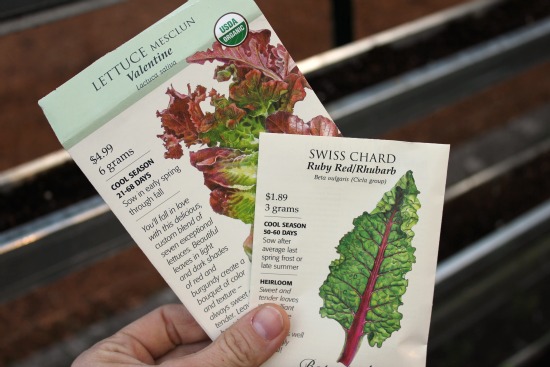 LETTUCE MESCLUN
Valentine
Lactuca sativa
USDA
ORGANIC
$4.99
6 grams
COOL SEASON
21-68 DAYS
Sow in early spring
through fall
You'll fall in love
with this delicious,
custom blend of
seven exceptional
lettuces. Beautiful
leaves in light
and dark shades
of red and
burgundy create a
bouquet of color
and texture –
always sweet
tender.
SWISS CHARD
Ruby Red/Rhubarb
Beta vulgaris (Cicla group)
$1.89
3 grams
COOL SEASON
50-60 DAYS
Sow after
average last
spring frost or
late summer
HEIRLOOM
Sweet and
tender leaves
well